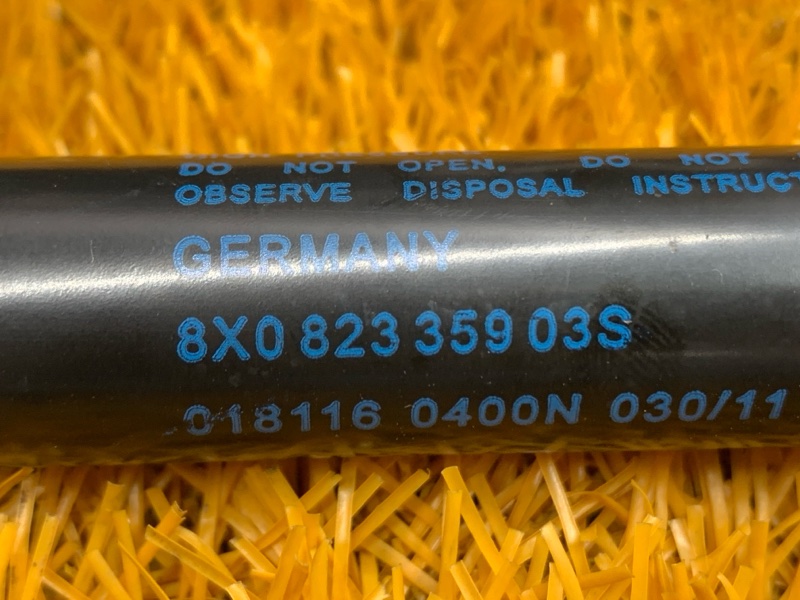 DO NOT OPEN. DO NOT
OBSERVE DISPOSAL INSTRUCT
GERMANY
8X0 823 359 03S
018116 0400N 030/11